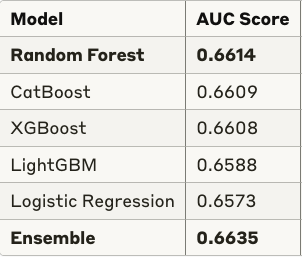 Model AUC Score
Random Forest 0.6614
CatBoost 0.6609
XGBoost 0.6608
LightGBM 0.6588
Logistic Regression 0.6573
Ensemble 0.6635